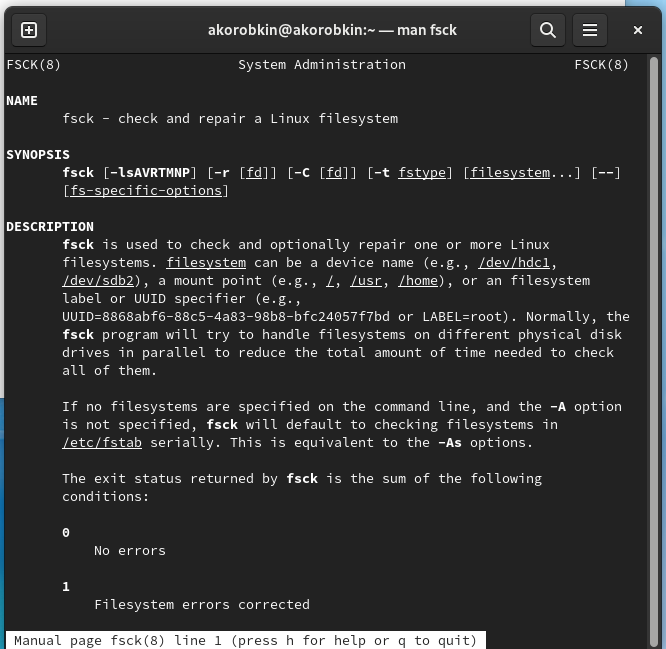 akorobkin@akorobkin:~ — man fsck
FSCK(8) System Administration FSCK(8)
NAME
fsck - check and repair a Linux filesystem
SYNOPSIS
fsck [-lsAVRTMNP] [-r [fd]] [-C [fd]] [-t fstype] [filesystem...] [--]
[fs-specific-options]
DESCRIPTION
fsck is used to check and optionally repair one or more Linux
filesystems. filesystem can be a device name (e.g., /dev/hdc1,
/dev/sdb2), a mount point (e.g., /, /usr, /home), or an filesystem
label or UUID specifier (e.g.,
UUID=8868abf6-88c5-4a83-98b8-bfc24057f7bd or LABEL=root). Normally, the
fsck program will try to handle filesystems on different physical disk
drives in parallel to reduce the total amount of time needed to check
all of them.
If no filesystems are specified on the command line, and the -A option
is not specified, fsck will default to checking filesystems in
/etc/fstab serially. This is equivalent to the -As options.
The exit status returned by fsck is the sum of the following
conditions:
0
No errors
1
Filesystem errors corrected
Manual page fsck(8) line 1 (press h for help or q to quit)